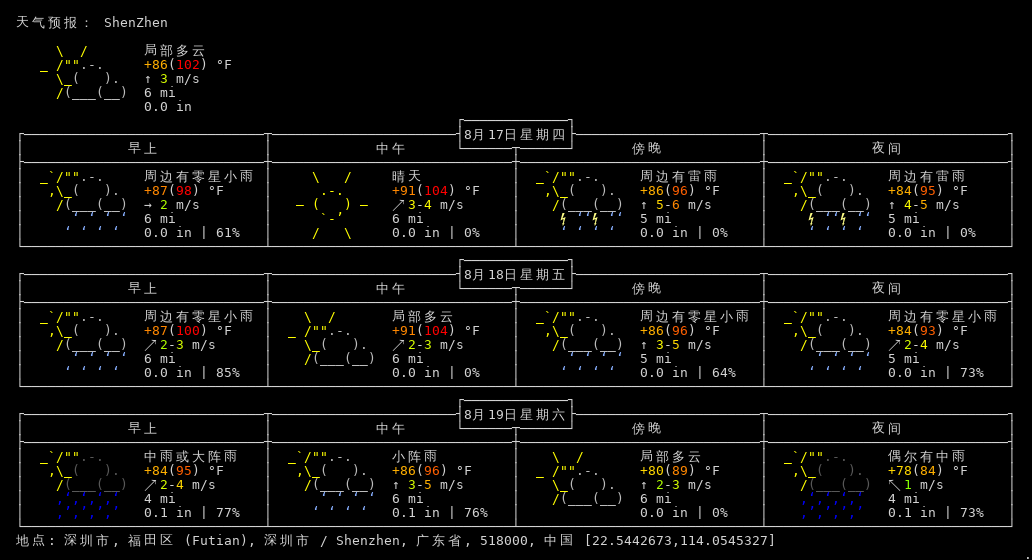 天气预报： ShenZhen
局部多云
+86(102) °F
↑ 3 m/s
6 mi
0.0 in
8月17日星期四
早上 中午 傍晚 夜间
周边有零星小雨 晴天 周边有雷雨 周边有雷雨
+87(98) °F +91(104) °F +86(96) °F +84(95) °F
→ 2 m/s ↗ 3-4 m/s ↑ 5-6 m/s ↑ 4-5 m/s
6 mi 6 mi 5 mi 5 mi
0.0 in | 61% 0.0 in | 0% 0.0 in | 0% 0.0 in | 0%
8月18日星期五
早上 中午 傍晚 夜间
周边有零星小雨 局部多云 周边有零星小雨 周边有零星小雨
+87(100) °F +91(104) °F +86(96) °F +84(93) °F
↗ 2-3 m/s ↗ 2-3 m/s ↑ 3-5 m/s ↗ 2-4 m/s
6 mi 6 mi 5 mi 5 mi
0.0 in | 85% 0.0 in | 0% 0.0 in | 64% 0.0 in | 73%
8月19日星期六
早上 中午 傍晚 夜间
中雨或大阵雨 小阵雨 局部多云 偶尔有中雨
+84(95) °F +86(96) °F +80(89) °F +78(84) °F
↗ 2-4 m/s ↑ 3-5 m/s ↑ 2-3 m/s ↖ 1 m/s
4 mi 6 mi 6 mi 4 mi
0.1 in | 77% 0.1 in | 76% 0.0 in | 0% 0.1 in | 73%
地点: 深圳市, 福田区 (Futian), 深圳市 / Shenzhen, 广东省, 518000, 中国 [22.5442673,114.0545327]